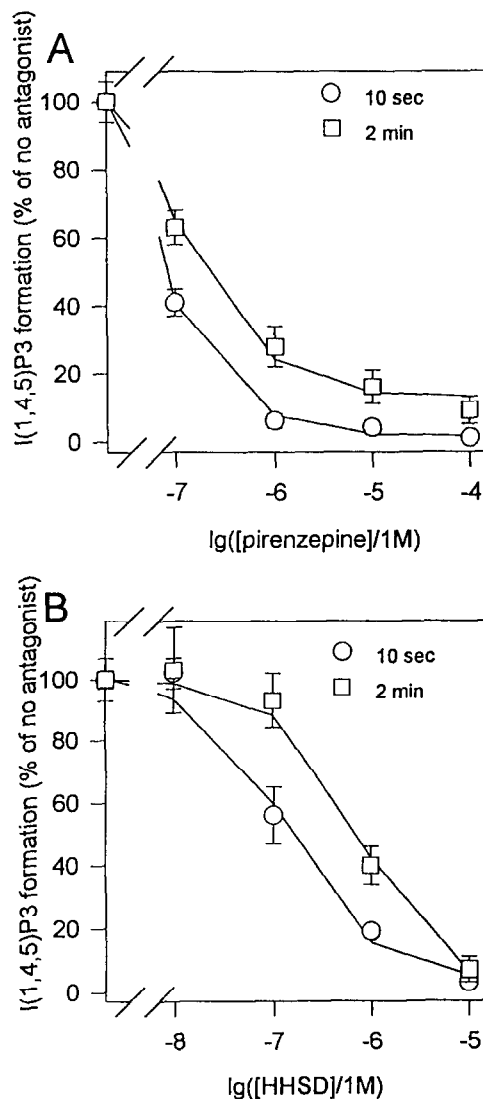 A
I(1,4,5)P3 formation (% of no antagonist)
100
80
60
40
20
0
10 sec
2 min
-7
-6
-5
-4
lg([pirenzepine]/1M)
B
I(1,4,5)P3 formation (% of no antagonist)
100
80
60
40
20
0
10 sec
2 min
-8
-7
-6
-5
lg([HHSD]/1M)